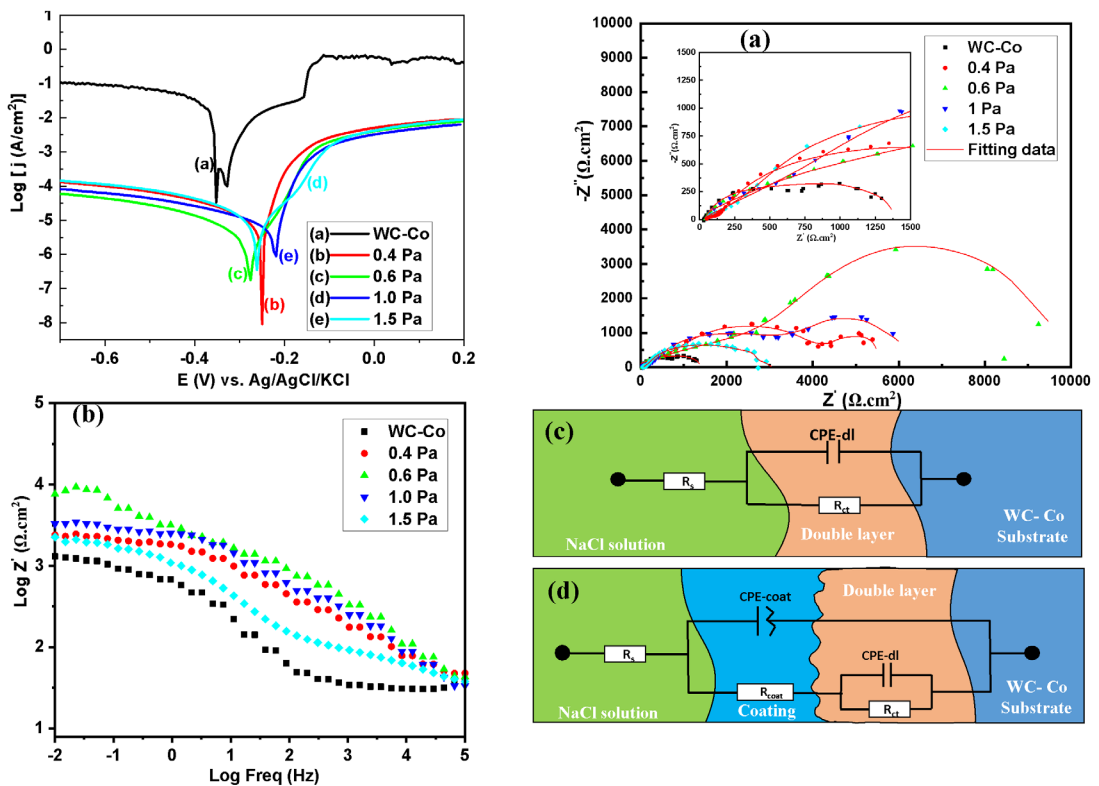 Log [ j (A/cm²)]
1
0
-1
-2
-3
-4
-5
-6
-7
-8
(a)
(d)
(e)
(c)
(b)
(a) WC-Co
(b) 0.4 Pa
(c) 0.6 Pa
(d) 1.0 Pa
(e) 1.5 Pa
-0.6 -0.4 -0.2 0.0 0.2
E (V) vs. Ag/AgCl/KCl
(a)
-Z" (Ω.cm²)
-10000
9000
8000
7000
6000
5000
4000
3000
2000
1000
0
WC-Co
0.4 Pa
0.6 Pa
1 Pa
1.5 Pa
Fitting data
-Z" (Ω.cm²)
-1500
1250
1000
750
500
250
0
0 250 500 750 1000 1250 1500
Z' (Ω.cm²)
0 2000 4000 6000 8000 10000
Z' (Ω.cm²)
(b)
Log Z' (Ω.cm²)
5
4
3
2
1
WC-Co
0.4 Pa
0.6 Pa
1.0 Pa
1.5 Pa
-2 -1 0 1 2 3 4 5
Log Freq (Hz)
(c)
CPE-dl
Rs
Rct
NaCl solution
Double layer
WC- Co
Substrate
(d)
Double layer
CPE-coat
CPE-dl
Rs
Rcoat
Rct
NaCl solution
Coating
WC- Co
Substrate